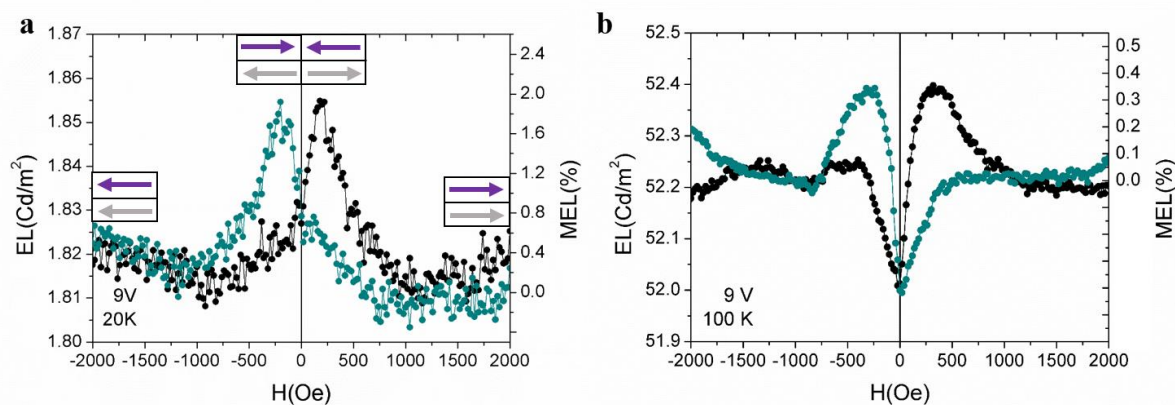 a
EL(Cd/m²)
1.87
1.86
1.85
1.84
1.83
1.82
1.81
1.80
2.4
2.0
1.6
1.2
0.8
0.4
0.0
MEL(%)
9V
20K
-2000 -1500 -1000 -500 0 500 1000 1500 2000
H(Oe)
b
EL(Cd/m²)
52.5
52.4
52.3
52.2
52.1
52.0
51.9
0.5
0.4
0.3
0.2
0.1
0.0
MEL(%)
9 V
100 K
-2000 -1500 -1000 -500 0 500 1000 1500 2000
H(Oe)